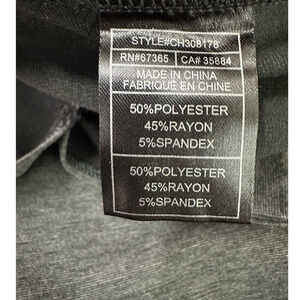 STYLE#CH308178
RN#67365 CA# 35884
MADE IN CHINA
FABRIQUE EN CHINE
50%POLYESTER
45%RAYON
5%SPANDEX
50%POLYESTER
45%RAYON
5%SPANDEX